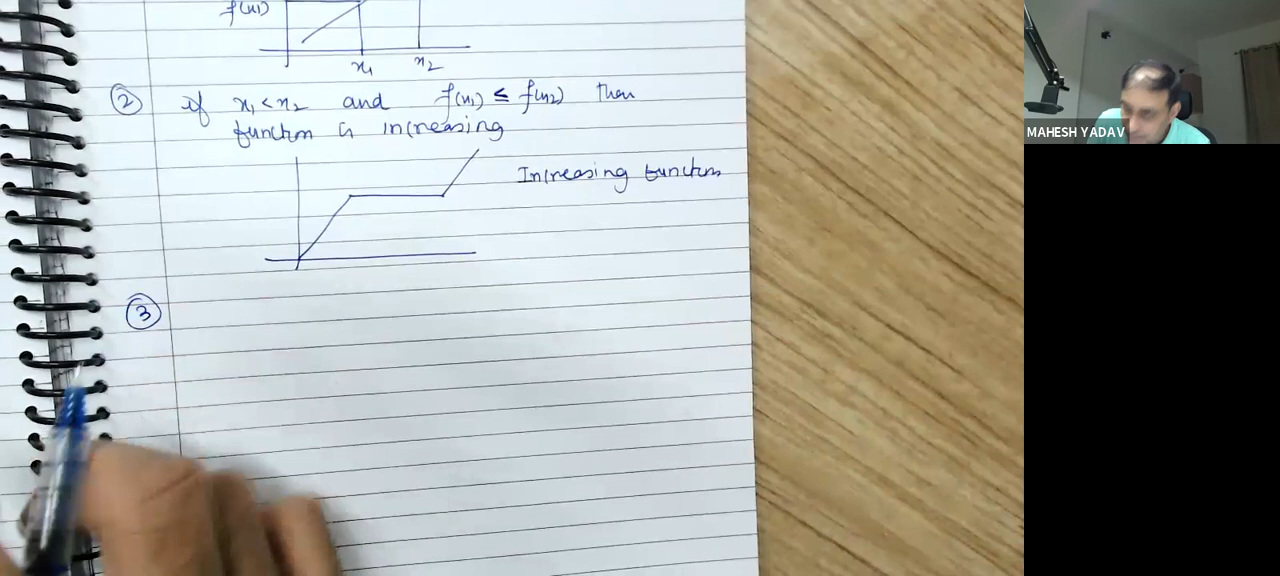 f(x1)
x1 x2
② if x1 < x2 and f(x1) ≤ f(x2) then
function is increasing
Increasing function
③
MAHESH YADAV